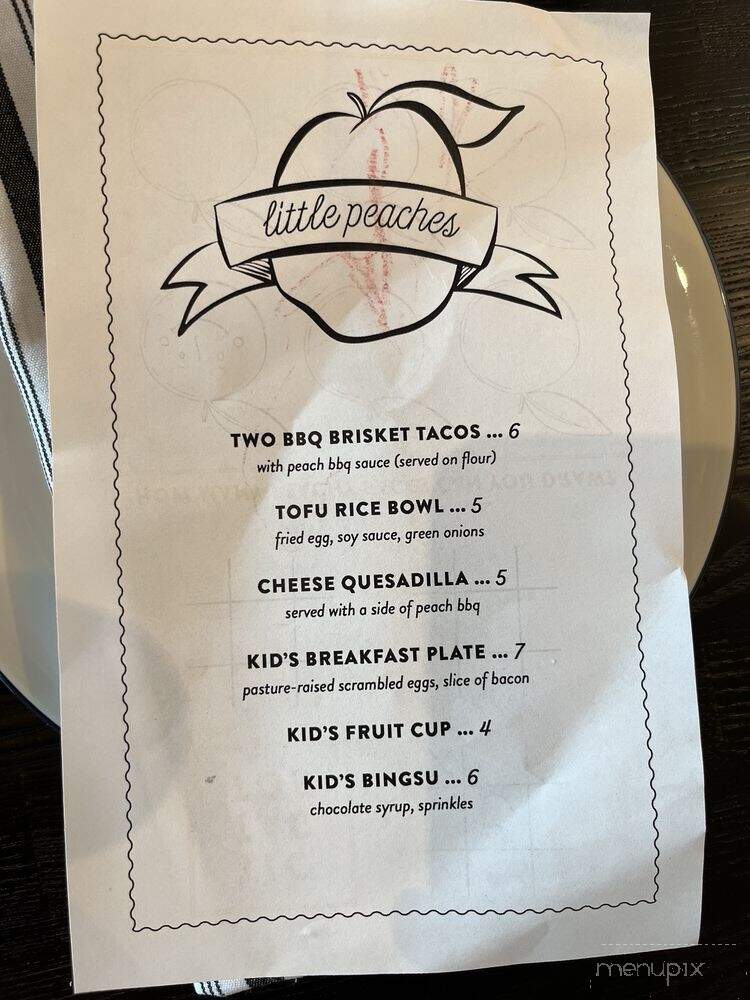 little peaches
TWO BBQ BRISKET TACOS ... 6
with peach bbq sauce (served on flour)
TOFU RICE BOWL ... 5
fried egg, soy sauce, green onions
CHEESE QUESADILLA ... 5
served with a side of peach bbq
KID'S BREAKFAST PLATE ... 7
pasture-raised scrambled eggs, slice of bacon
KID'S FRUIT CUP ... 4
KID'S BINGSU ... 6
chocolate syrup, sprinkles
menupix